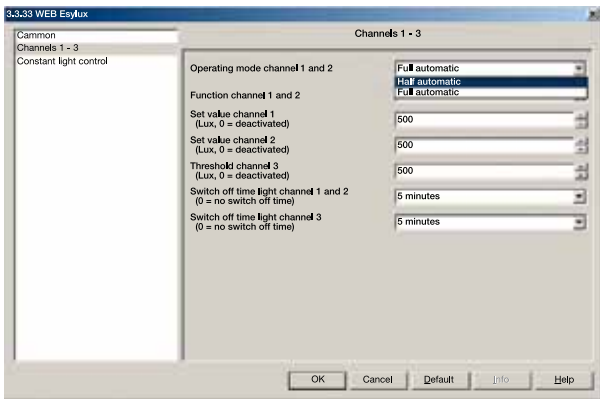 3.3.33 WEB Esylux
Cammon
Channels 1 - 3
Constant light control
Channels 1 - 3
Operating mode channel 1 and 2
Full automatic
Half automatic
Full automatic
Function channel 1 and 2
Set value channel 1
(Lux, 0 = deactivated)
500
Set value channel 2
(Lux, 0 = deactivated)
500
Threshold channel 3
(Lux, 0 = deactivated)
500
Switch off time light channel 1 and 2
(0 = no switch off time)
5 minutes
Switch off time light channel 3
(0 = no switch off time)
5 minutes
OK
Cancel
Default
Info
Help